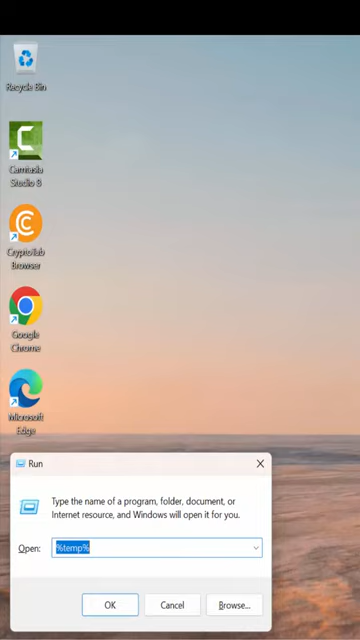 Recycle Bin
Camtasia
Studio 8
CryptoTab
Browser
Google
Chrome
Microsoft
Edge
Run
Type the name of a program, folder, document, or
Internet resource, and Windows will open it for you.
Open:
%temp%
OK
Cancel
Browse...